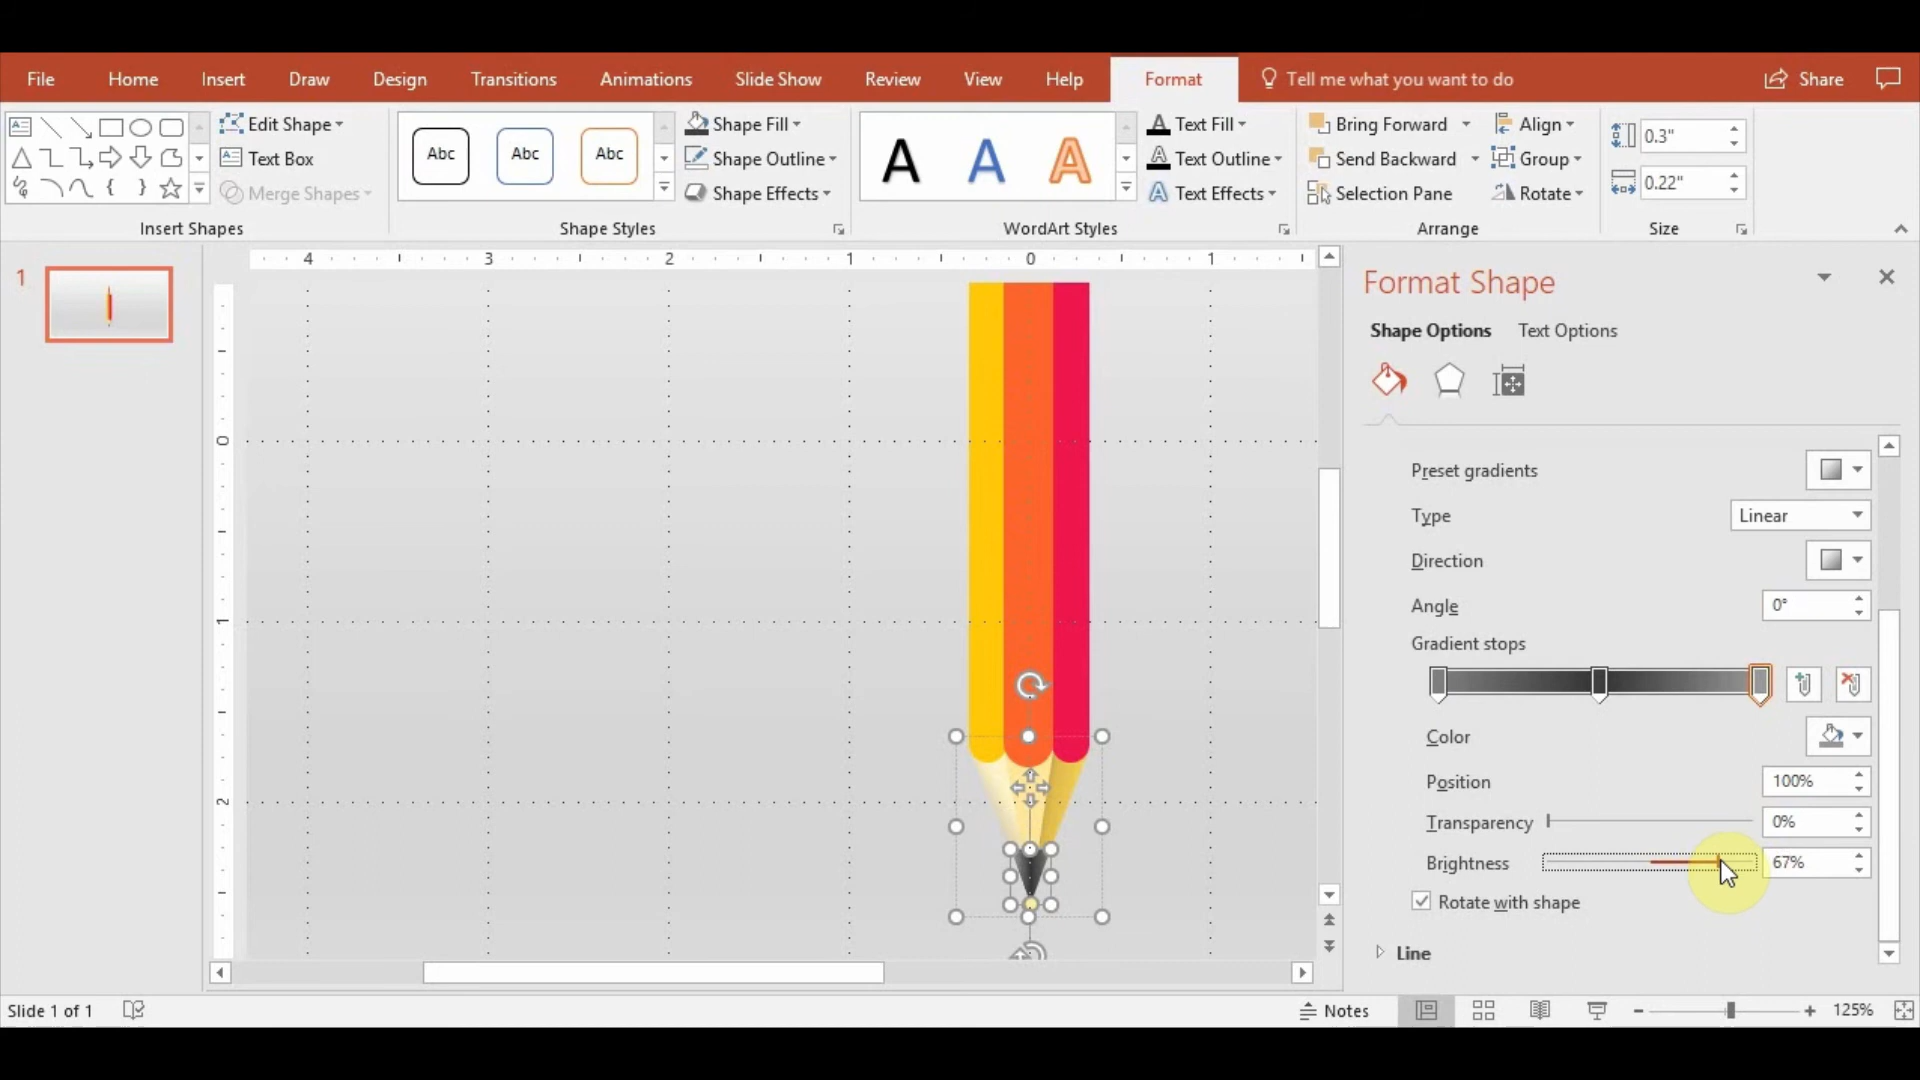 File Home Insert Draw Design Transitions Animations Slide Show Review View Help Format Tell me what you want to do Share
Edit Shape
Text Box
Merge Shapes
Insert Shapes
Abc Abc Abc
Shape Fill
Shape Outline
Shape Effects
Shape Styles
A A A
Text Fill
Text Outline
Text Effects
WordArt Styles
Bring Forward
Send Backward
Selection Pane
Align
Group
Rotate
Arrange
0.3"
0.22"
Size
1
4 3 2 1 0 1
0
1
2
Format Shape
Shape Options Text Options
Preset gradients
Type Linear
Direction
Angle 0°
Gradient stops
Color
Position 100%
Transparency 0%
Brightness 67%
Rotate with shape
Line
Slide 1 of 1 Notes 125%